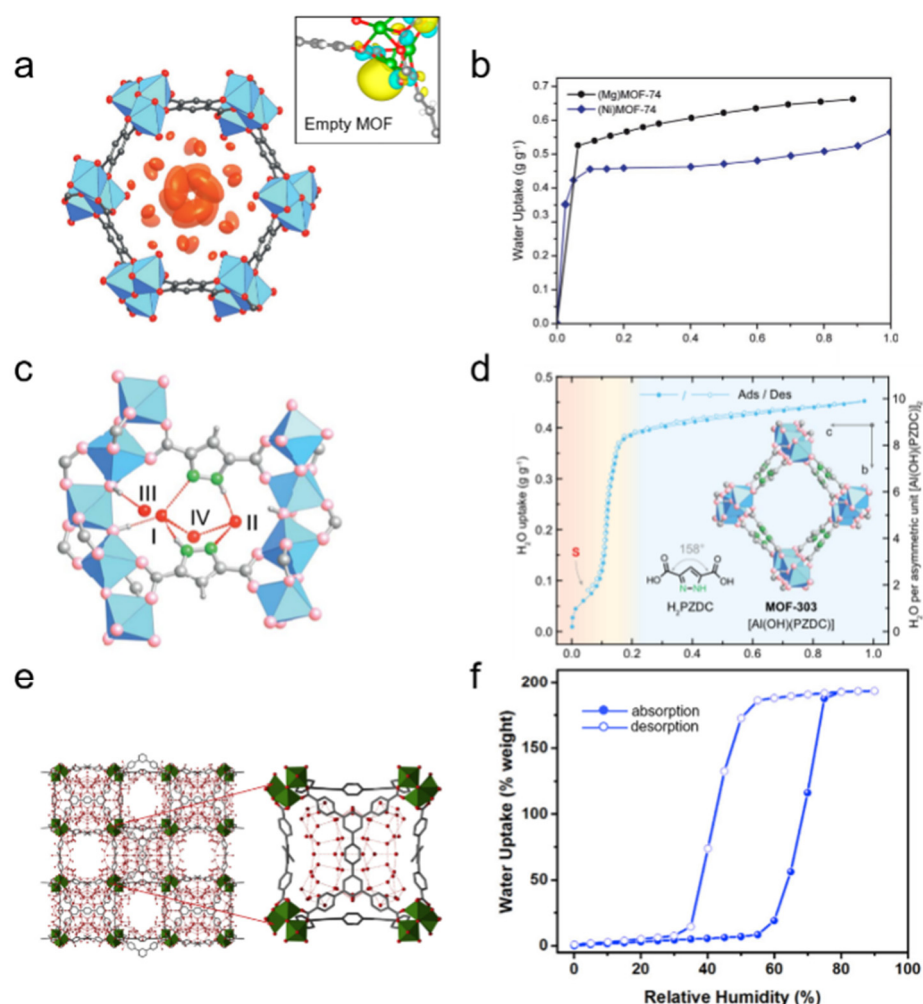 a
Empty MOF
b
(Mg)MOF-74
(Ni)MOF-74
Water Uptake (g g⁻¹)
0.7
0.6
0.5
0.4
0.3
0.2
0.1
0.0
0.0 0.2 0.4 0.6 0.8 1.0
c
III
I
IV
II
d
/ Ads / Des
H₂O uptake (g g⁻¹)
0.5
0.4
0.3
0.2
0.1
0.0
S
158°
O O
HO N-NH OH
H₂PZDC
c
b
MOF-303
[Al(OH)(PZDC)]
10
8
6
4
2
0
H₂O per asymmetric unit [Al(OH)(PZDC)]₂
0.0 0.2 0.4 0.6 0.8 1.0
e
f
absorption
desorption
Water Uptake (% weight)
200
150
100
50
0
0 20 40 60 80 100
Relative Humidity (%)